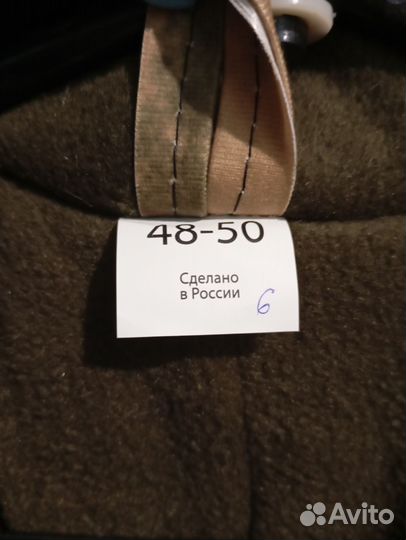 48-50
Сделано
в России
6
Avito